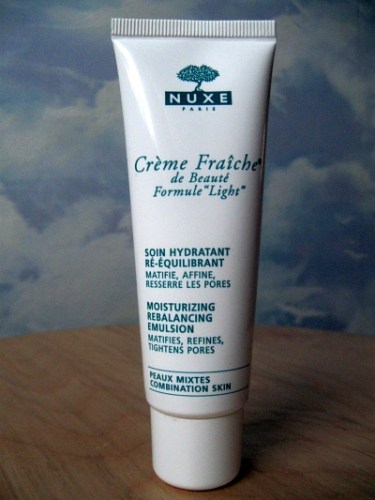 NUXE
PARIS
Crème Fraîche®
de Beauté
Formule "Light"
SOIN HYDRATANT
RÉ-ÉQUILIBRANT
MATIFIE, AFFINE,
RESSERRE LES PORES
MOISTURIZING
REBALANCING
EMULSION
MATIFIES, REFINES,
TIGHTENS PORES
PEAUX MIXTES
COMBINATION SKIN